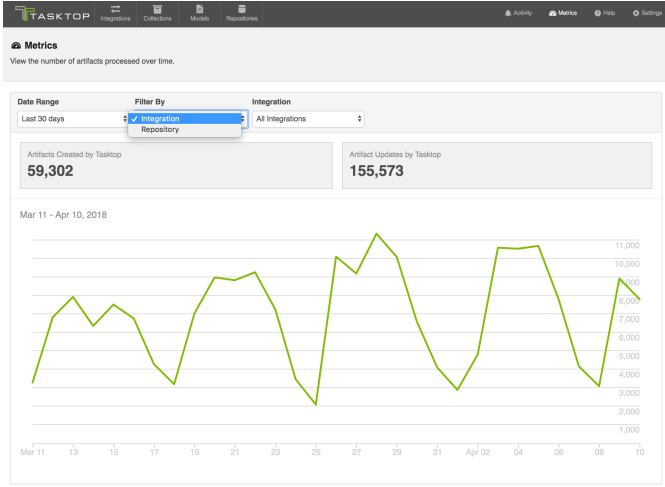 TASKTOP
Integrations
Collections
Models
Repositories
Activity
Metrics
Help
Settings
Metrics
View the number of artifacts processed over time.
Date Range
Filter By
Integration
Last 30 days
✓ Integration
Repository
All Integrations
Artifacts Created by Tasktop
59,302
Artifact Updates by Tasktop
155,573
Mar 11 - Apr 10, 2018
11,000
10,000
9,000
8,000
7,000
6,000
5,000
4,000
3,000
2,000
1,000
Mar 11 13 15 17 19 21 23 25 27 29 31 Apr 02 04 06 08 10